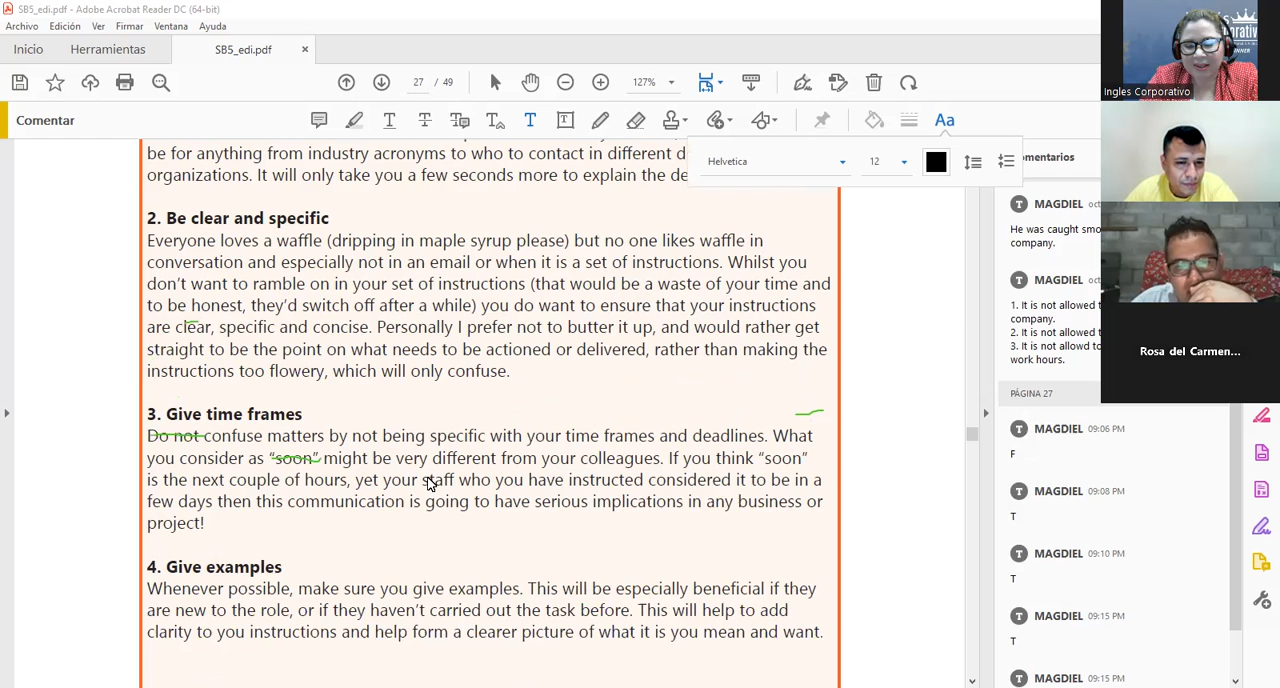 SB5_edi.pdf - Adobe Acrobat Reader DC (64-bit)
Archivo Edición Ver Firmar Ventana Ayuda
Inicio Herramientas SB5_edi.pdf ×
27 / 49 127%
Comentar
Helvetica 12
Comentarios
be for anything from industry acronyms to who to contact in different
organizations. It will only take you a few seconds more to explain the
2. Be clear and specific
Everyone loves a waffle (dripping in maple syrup please) but no one likes waffle in
conversation and especially not in an email or when it is a set of instructions. Whilst you
don't want to ramble on in your set of instructions (that would be a waste of your time and
to be honest, they'd switch off after a while) you do want to ensure that your instructions
are clear, specific and concise. Personally I prefer not to butter it up, and would rather get
straight to be the point on what needs to be actioned or delivered, rather than making the
instructions too flowery, which will only confuse.
3. Give time frames
Do not confuse matters by not being specific with your time frames and deadlines. What
you consider as "soon" might be very different from your colleagues. If you think "soon"
is the next couple of hours, yet your staff who you have instructed considered it to be in a
few days then this communication is going to have serious implications in any business or
project!
4. Give examples
Whenever possible, make sure you give examples. This will be especially beneficial if they
are new to the role, or if they haven't carried out the task before. This will help to add
clarity to you instructions and help form a clearer picture of what it is you mean and want.
MAGDIEL oct
He was caught smo
company.
MAGDIEL oct
1. It is not allowed t
company.
2. It is not allowed t
3. It is not allowed t
work hours.
PÁGINA 27
MAGDIEL 09:06 PM
F
MAGDIEL 09:08 PM
T
MAGDIEL 09:10 PM
T
MAGDIEL 09:15 PM
T
MAGDIEL 09:15 PM
Ingles Corporativo
Rosa del Carmen...